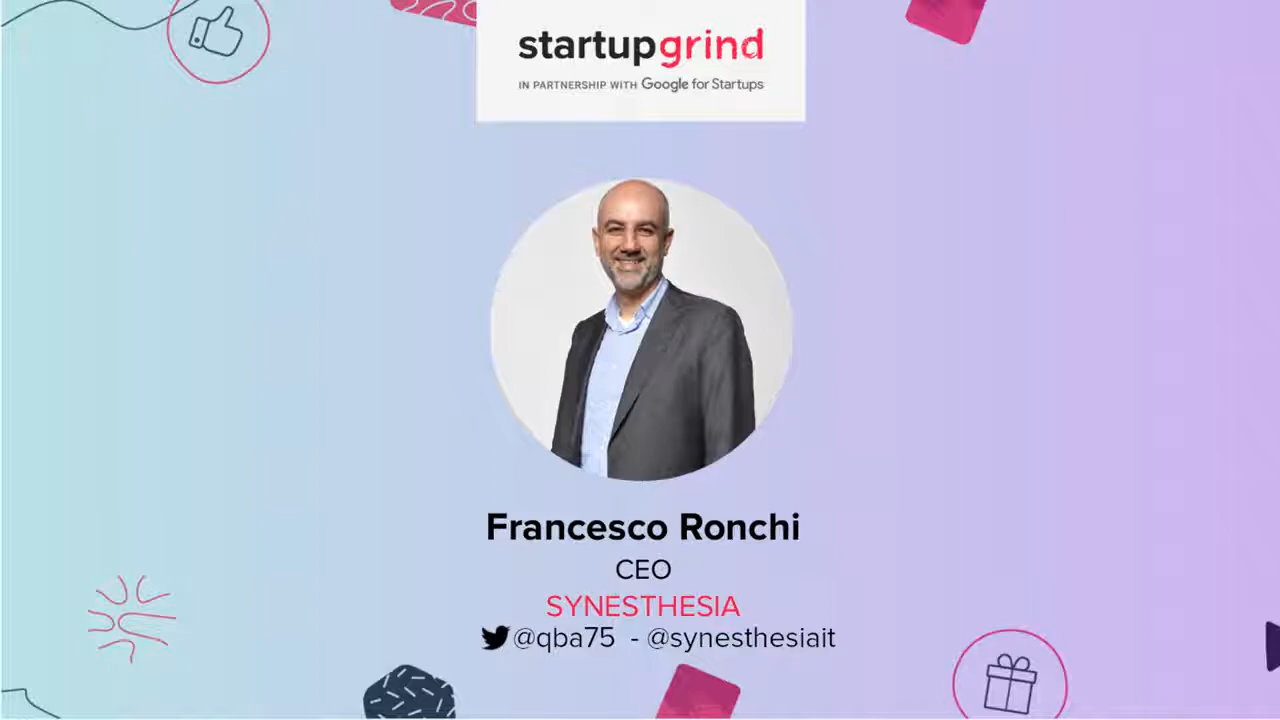 startupgrind
IN PARTNERSHIP WITH Google for Startups
Francesco Ronchi
CEO
SYNESTHESIA
@qba75 - @synesthesiait